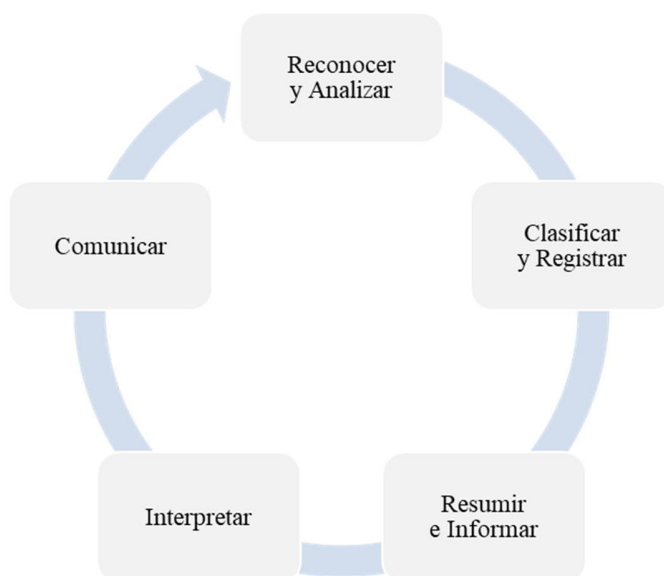 Reconocer
y Analizar
Clasificar
y Registrar
Resumir
e Informar
Interpretar
Comunicar